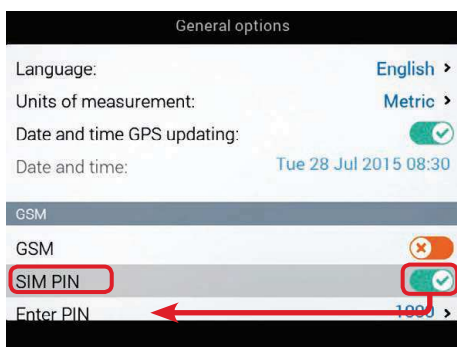 General options
Language: English >
Units of measurement: Metric >
Date and time GPS updating:
Date and time: Tue 28 Jul 2015 08:30
GSM
GSM
SIM PIN
Enter PIN 1000 >